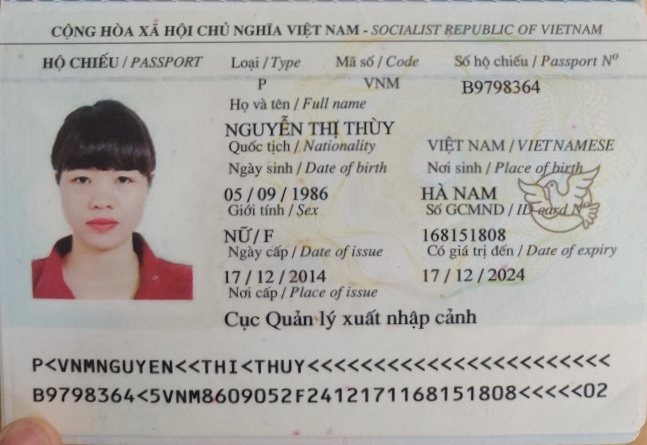 CỘNG HÒA XÃ HỘI CHỦ NGHĨA VIỆT NAM - SOCIALIST REPUBLIC OF VIETNAM
HỘ CHIẾU / PASSPORT Loại / Type Mã số / Code Số hộ chiếu / Passport Nº
P VNM B9798364
Họ và tên / Full name
NGUYỄN THỊ THÙY
Quốc tịch / Nationality VIỆT NAM / VIETNAMESE
Ngày sinh / Date of birth Nơi sinh / Place of birth
05 / 09 / 1986 HÀ NAM
Giới tính / Sex Số GCMND / ID card Nº
NỮ / F 168151808
Ngày cấp / Date of issue Có giá trị đến / Date of expiry
17 / 12 / 2014 17 / 12 / 2024
Nơi cấp / Place of issue
Cục Quản lý xuất nhập cảnh
P<VNMNGUYEN<<THI<THUY<<<<<<<<<<<<<<<<<<<<<<<
B9798364<5VNM8609052F2412171168151808<<<<<02